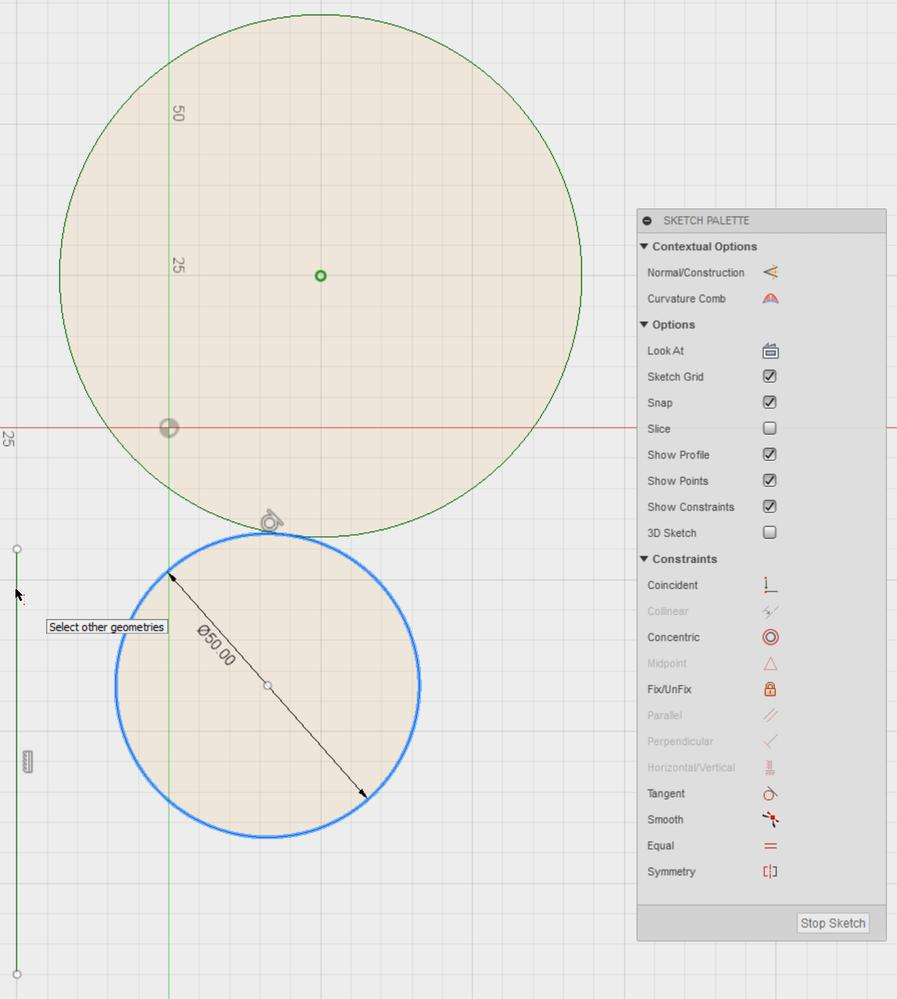 50
25
25
Select other geometries
Ø50.00
SKETCH PALETTE
Contextual Options
Normal/Construction
Curvature Comb
Options
Look At
Sketch Grid
Snap
Slice
Show Profile
Show Points
Show Constraints
3D Sketch
Constraints
Coincident
Collinear
Concentric
Midpoint
Fix/UnFix
Parallel
Perpendicular
Horizontal/Vertical
Tangent
Smooth
Equal
Symmetry
Stop Sketch